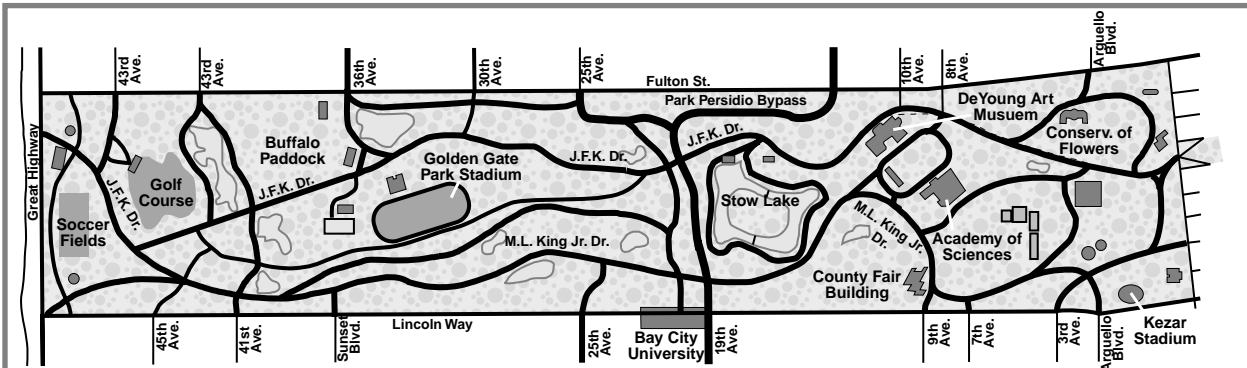 43rd
Ave.
43rd
Ave.
36th
Ave.
30th
Ave.
25th
Ave.
10th
Ave.
8th
Ave.
Arguello
Blvd.
Fulton St.
Park Persidio Bypass
DeYoung Art
Musuem
Conserv. of
Flowers
Great Highway
Buffalo
Paddock
Golden Gate
Park Stadium
J.F.K. Dr.
J.F.K. Dr.
J.F.K. Dr.
J.F.K. Dr.
Golf
Course
Soccer
Fields
Stow Lake
M.L. King Jr. Dr.
M.L. King Jr.
Dr.
Academy of
Sciences
County Fair
Building
Lincoln Way
45th
Ave.
41st
Ave.
Sunset
Blvd.
25th
Ave.
Bay City
University
19th
Ave.
9th
Ave.
7th
Ave.
3rd
Ave.
Arguello
Blvd.
Kezar
Stadium